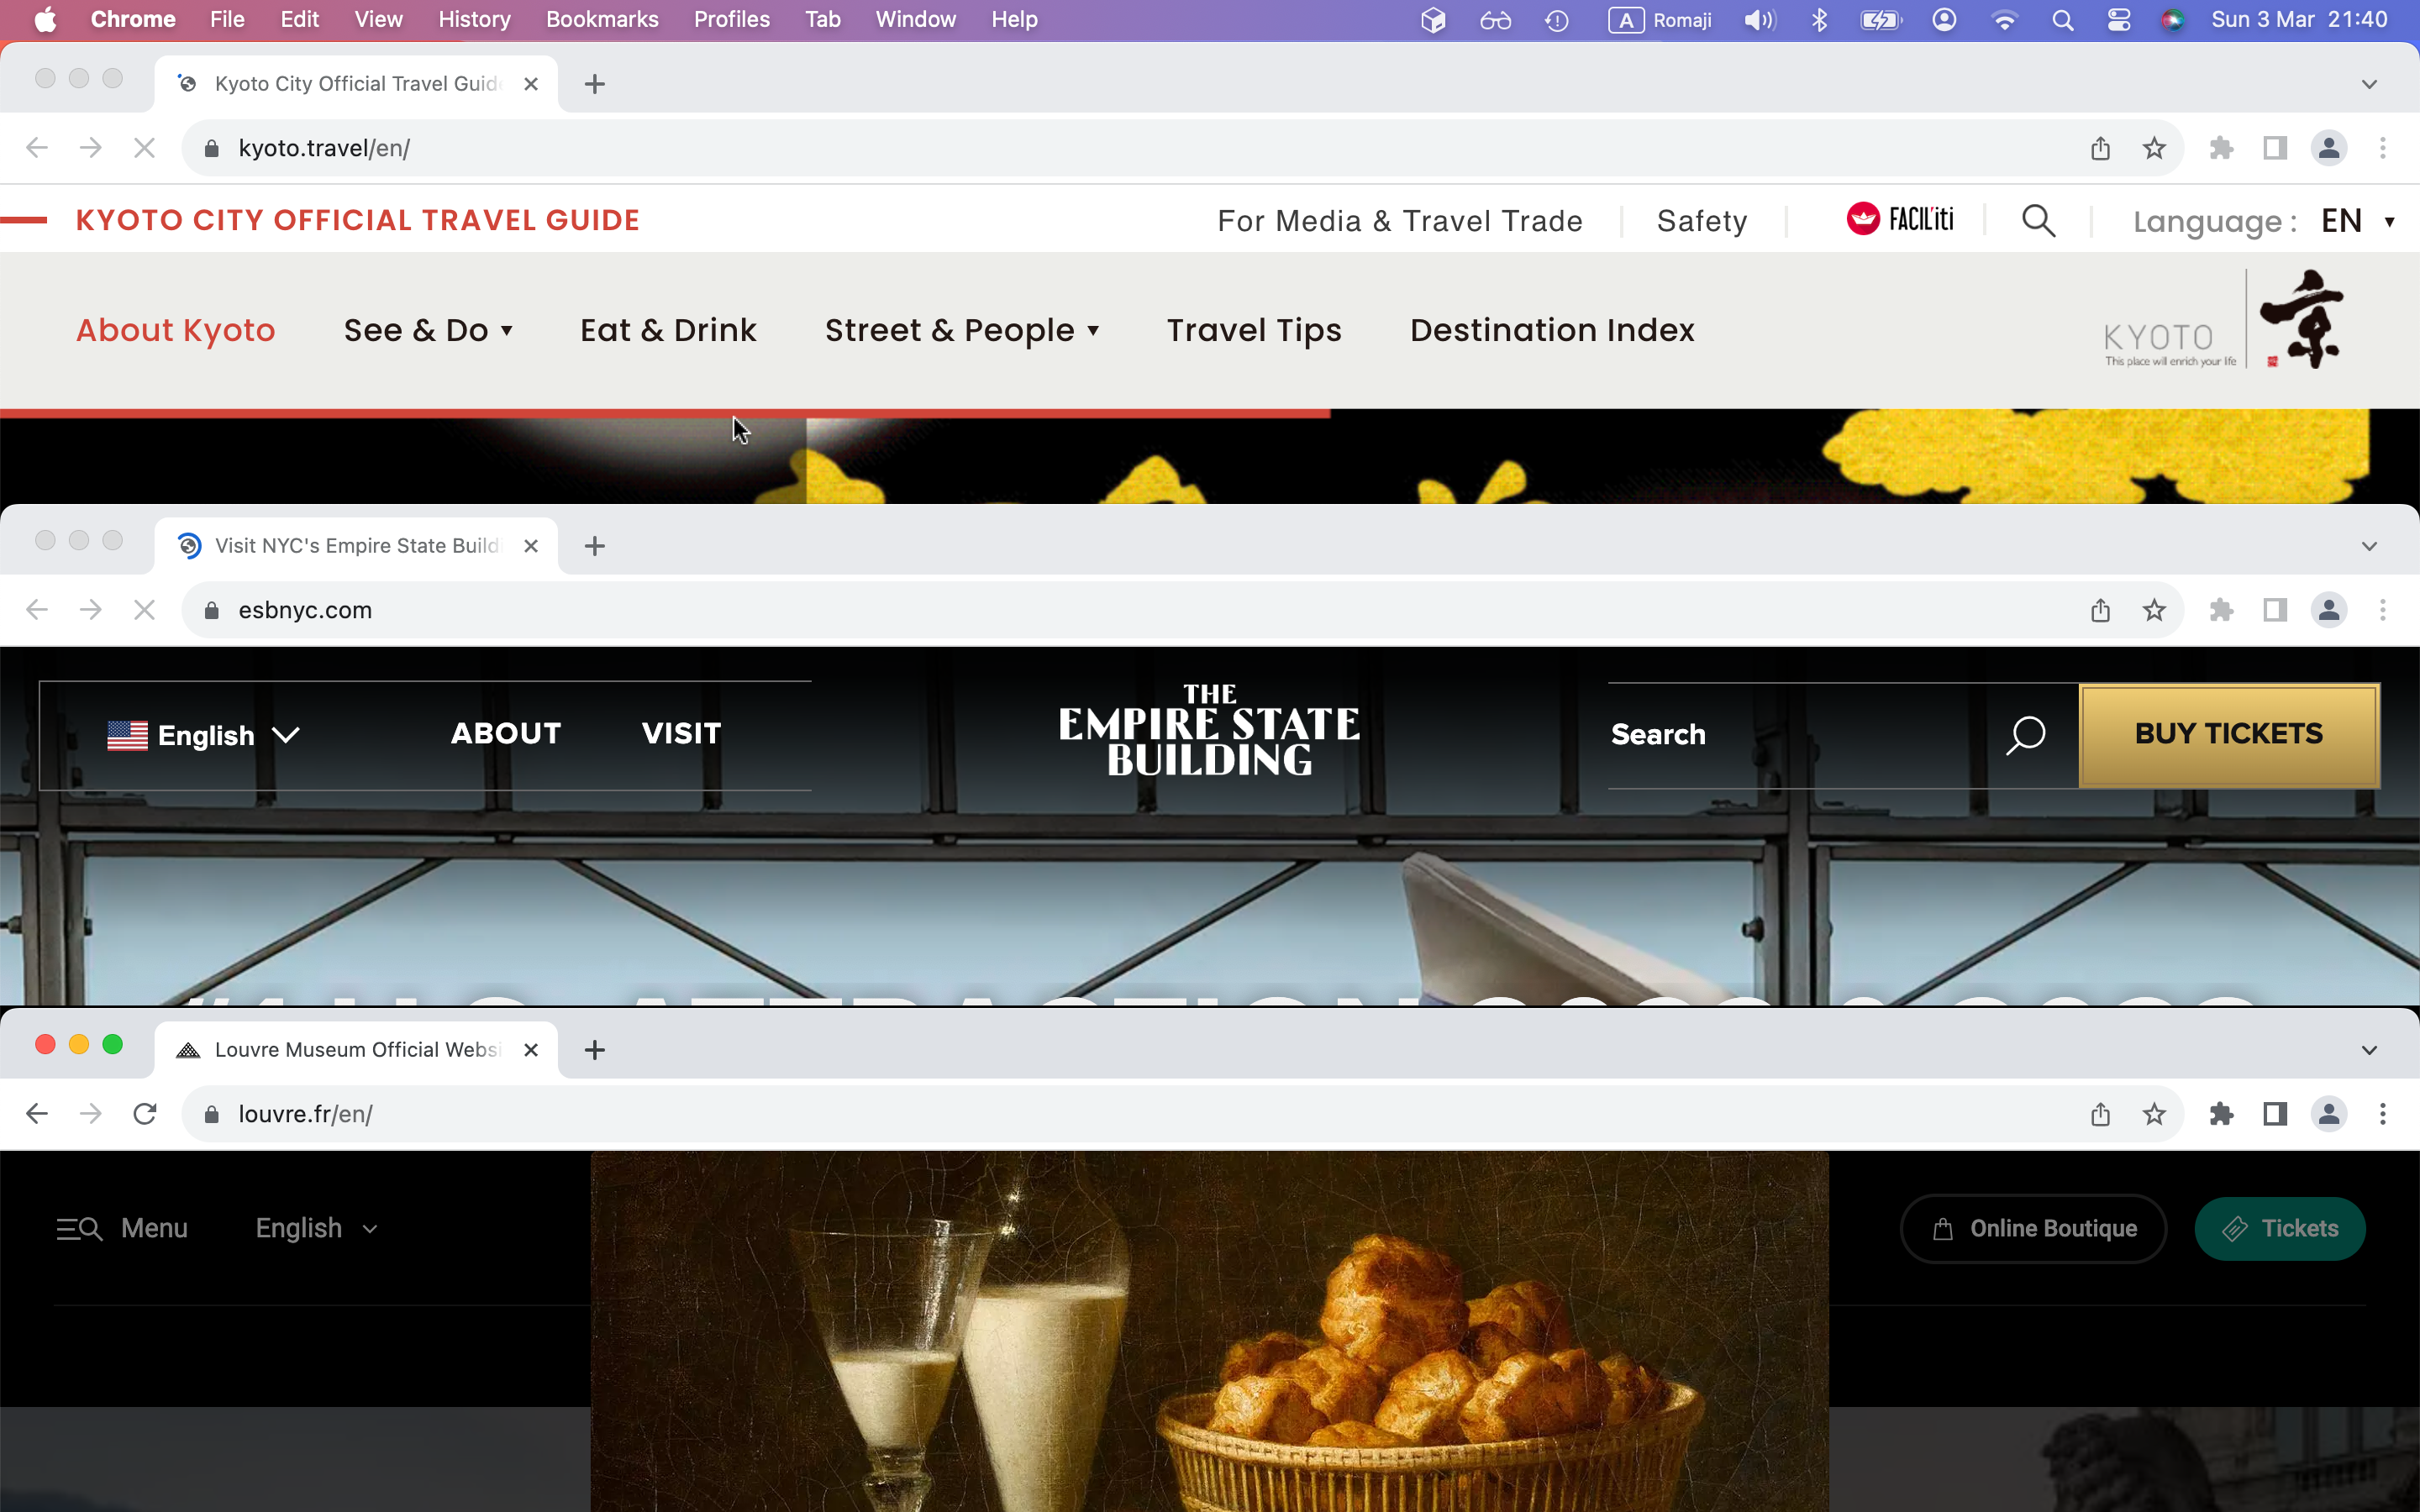 Chrome File Edit View History Bookmarks Profiles Tab Window Help A Romaji Sun 3 Mar 21:40
Kyoto City Official Travel Guid
kyoto.travel/en/
KYOTO CITY OFFICIAL TRAVEL GUIDE For Media & Travel Trade Safety FACIL'iti Language : EN
About Kyoto See & Do Eat & Drink Street & People Travel Tips Destination Index
KYOTO 京
This place will enrich your life
Visit NYC's Empire State Build
esbnyc.com
English ABOUT VISIT
THE
EMPIRE STATE
BUILDING
Search BUY TICKETS
Louvre Museum Official Websi
louvre.fr/en/
Menu English Online Boutique Tickets